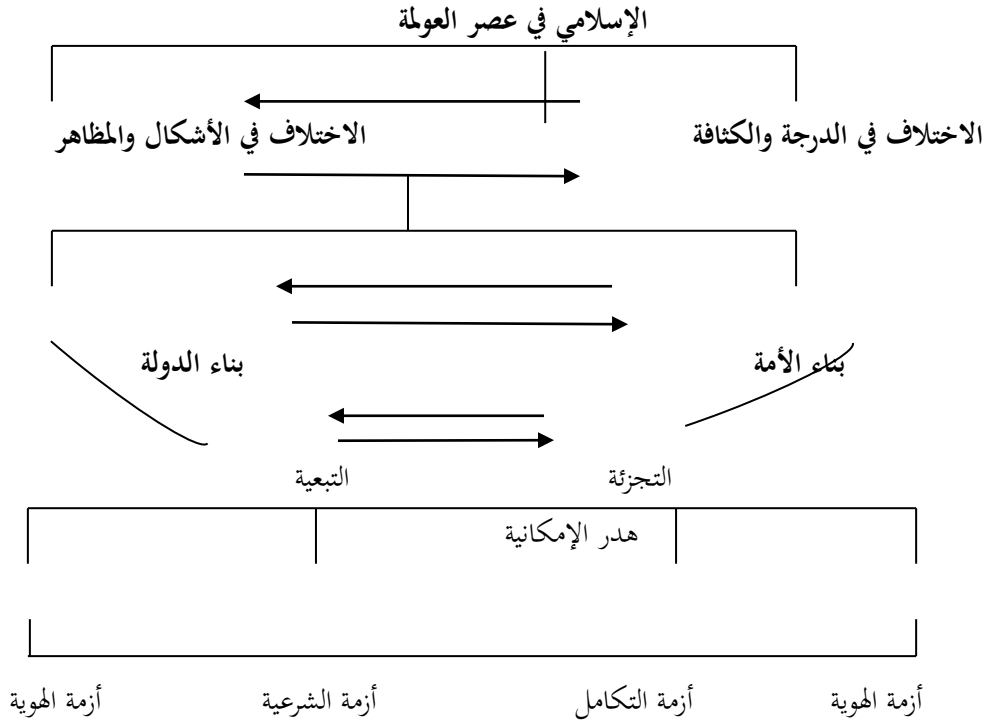 الإسلامي في عصر العولمة
الاختلاف في الدرجة والكثافة الاختلاف في الأشكال والمظاهر
بناء الأمة بناء الدولة
التجزئة التبعية
هدر الإمكانية
أزمة الهوية أزمة التكامل أزمة الشرعية أزمة الهوية